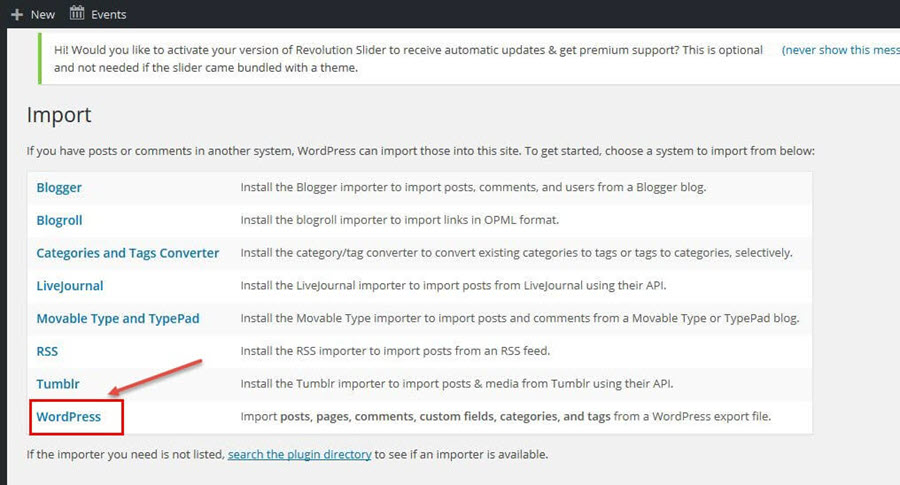 New Events
Hi! Would you like to activate your version of Revolution Slider to receive automatic updates & get premium support? This is optional (never show this mess
and not needed if the slider came bundled with a theme.
Import
If you have posts or comments in another system, WordPress can import those into this site. To get started, choose a system to import from below:
Blogger Install the Blogger importer to import posts, comments, and users from a Blogger blog.
Blogroll Install the blogroll importer to import links in OPML format.
Categories and Tags Converter Install the category/tag converter to convert existing categories to tags or tags to categories, selectively.
LiveJournal Install the LiveJournal importer to import posts from LiveJournal using their API.
Movable Type and TypePad Install the Movable Type importer to import posts and comments from a Movable Type or TypePad blog.
RSS Install the RSS importer to import posts from an RSS feed.
Tumblr Install the Tumblr importer to import posts & media from Tumblr using their API.
WordPress Import posts, pages, comments, custom fields, categories, and tags from a WordPress export file.
If the importer you need is not listed, search the plugin directory to see if an importer is available.